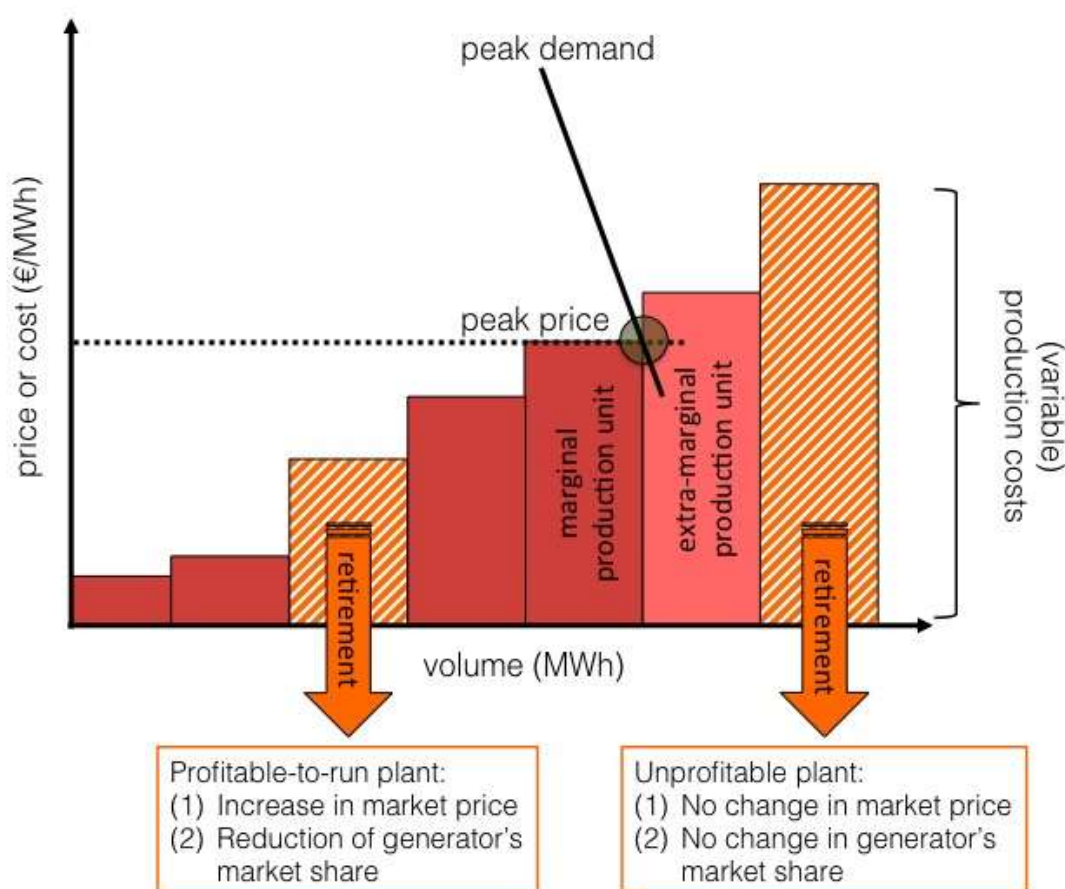 peak demand
price or cost (€/MWh)
peak price
marginal
production unit
extra-marginal
production unit
(variable)
production costs
retirement
retirement
volume (MWh)
Profitable-to-run plant:
(1) Increase in market price
(2) Reduction of generator's
market share
Unprofitable plant:
(1) No change in market price
(2) No change in generator's
market share